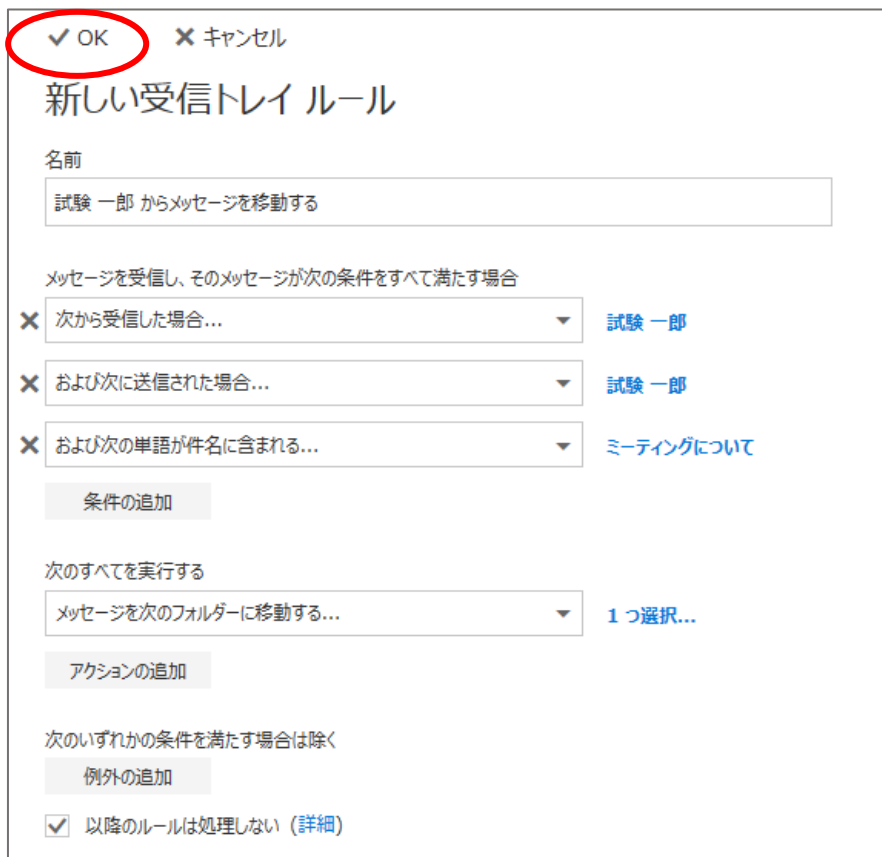 OK キャンセル
新しい受信トレイ ルール
名前
試験 一郎 からメッセージを移動する
メッセージを受信し、そのメッセージが次の条件をすべて満たす場合
次から受信した場合... 試験 一郎
および次に送信された場合... 試験 一郎
および次の単語が件名に含まれる... ミーティングについて
条件の追加
次のすべてを実行する
メッセージを次のフォルダーに移動する... 1 つ選択...
アクションの追加
次のいずれかの条件を満たす場合は除く
例外の追加
以降のルールは処理しない (詳細)